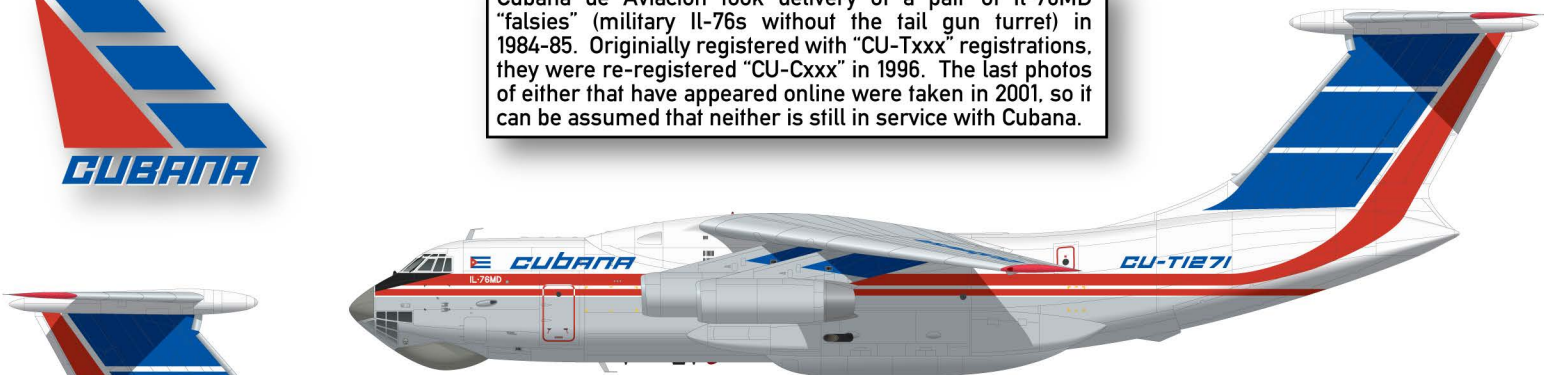 Cubana de Aviación took delivery of a pair of Il-76MD
“falsies” (military Il-76s without the tail gun turret) in
1984-85. Originially registered with “CU-Txxx” registrations,
they were re-registered “CU-Cxxx” in 1996. The last photos
of either that have appeared online were taken in 2001, so it
can be assumed that neither is still in service with Cubana.
CUBANA
CUBANA
CU-T1271
IL-76MD